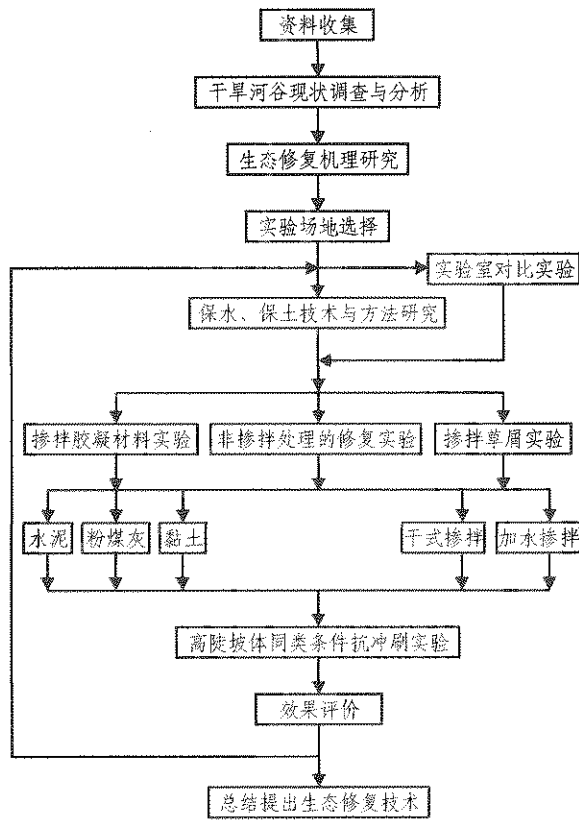 资料收集
干旱河谷现状调查与分析
生态修复机理研究
实验场地选择
实验室对比实验
保水、保土技术与方法研究
掺拌胶凝材料实验
非掺拌处理的修复实验
掺拌草屑实验
水泥
粉煤灰
黏土
干式掺拌
加水掺拌
高陡坡体同类条件抗冲刷实验
效果评价
总结提出生态修复技术